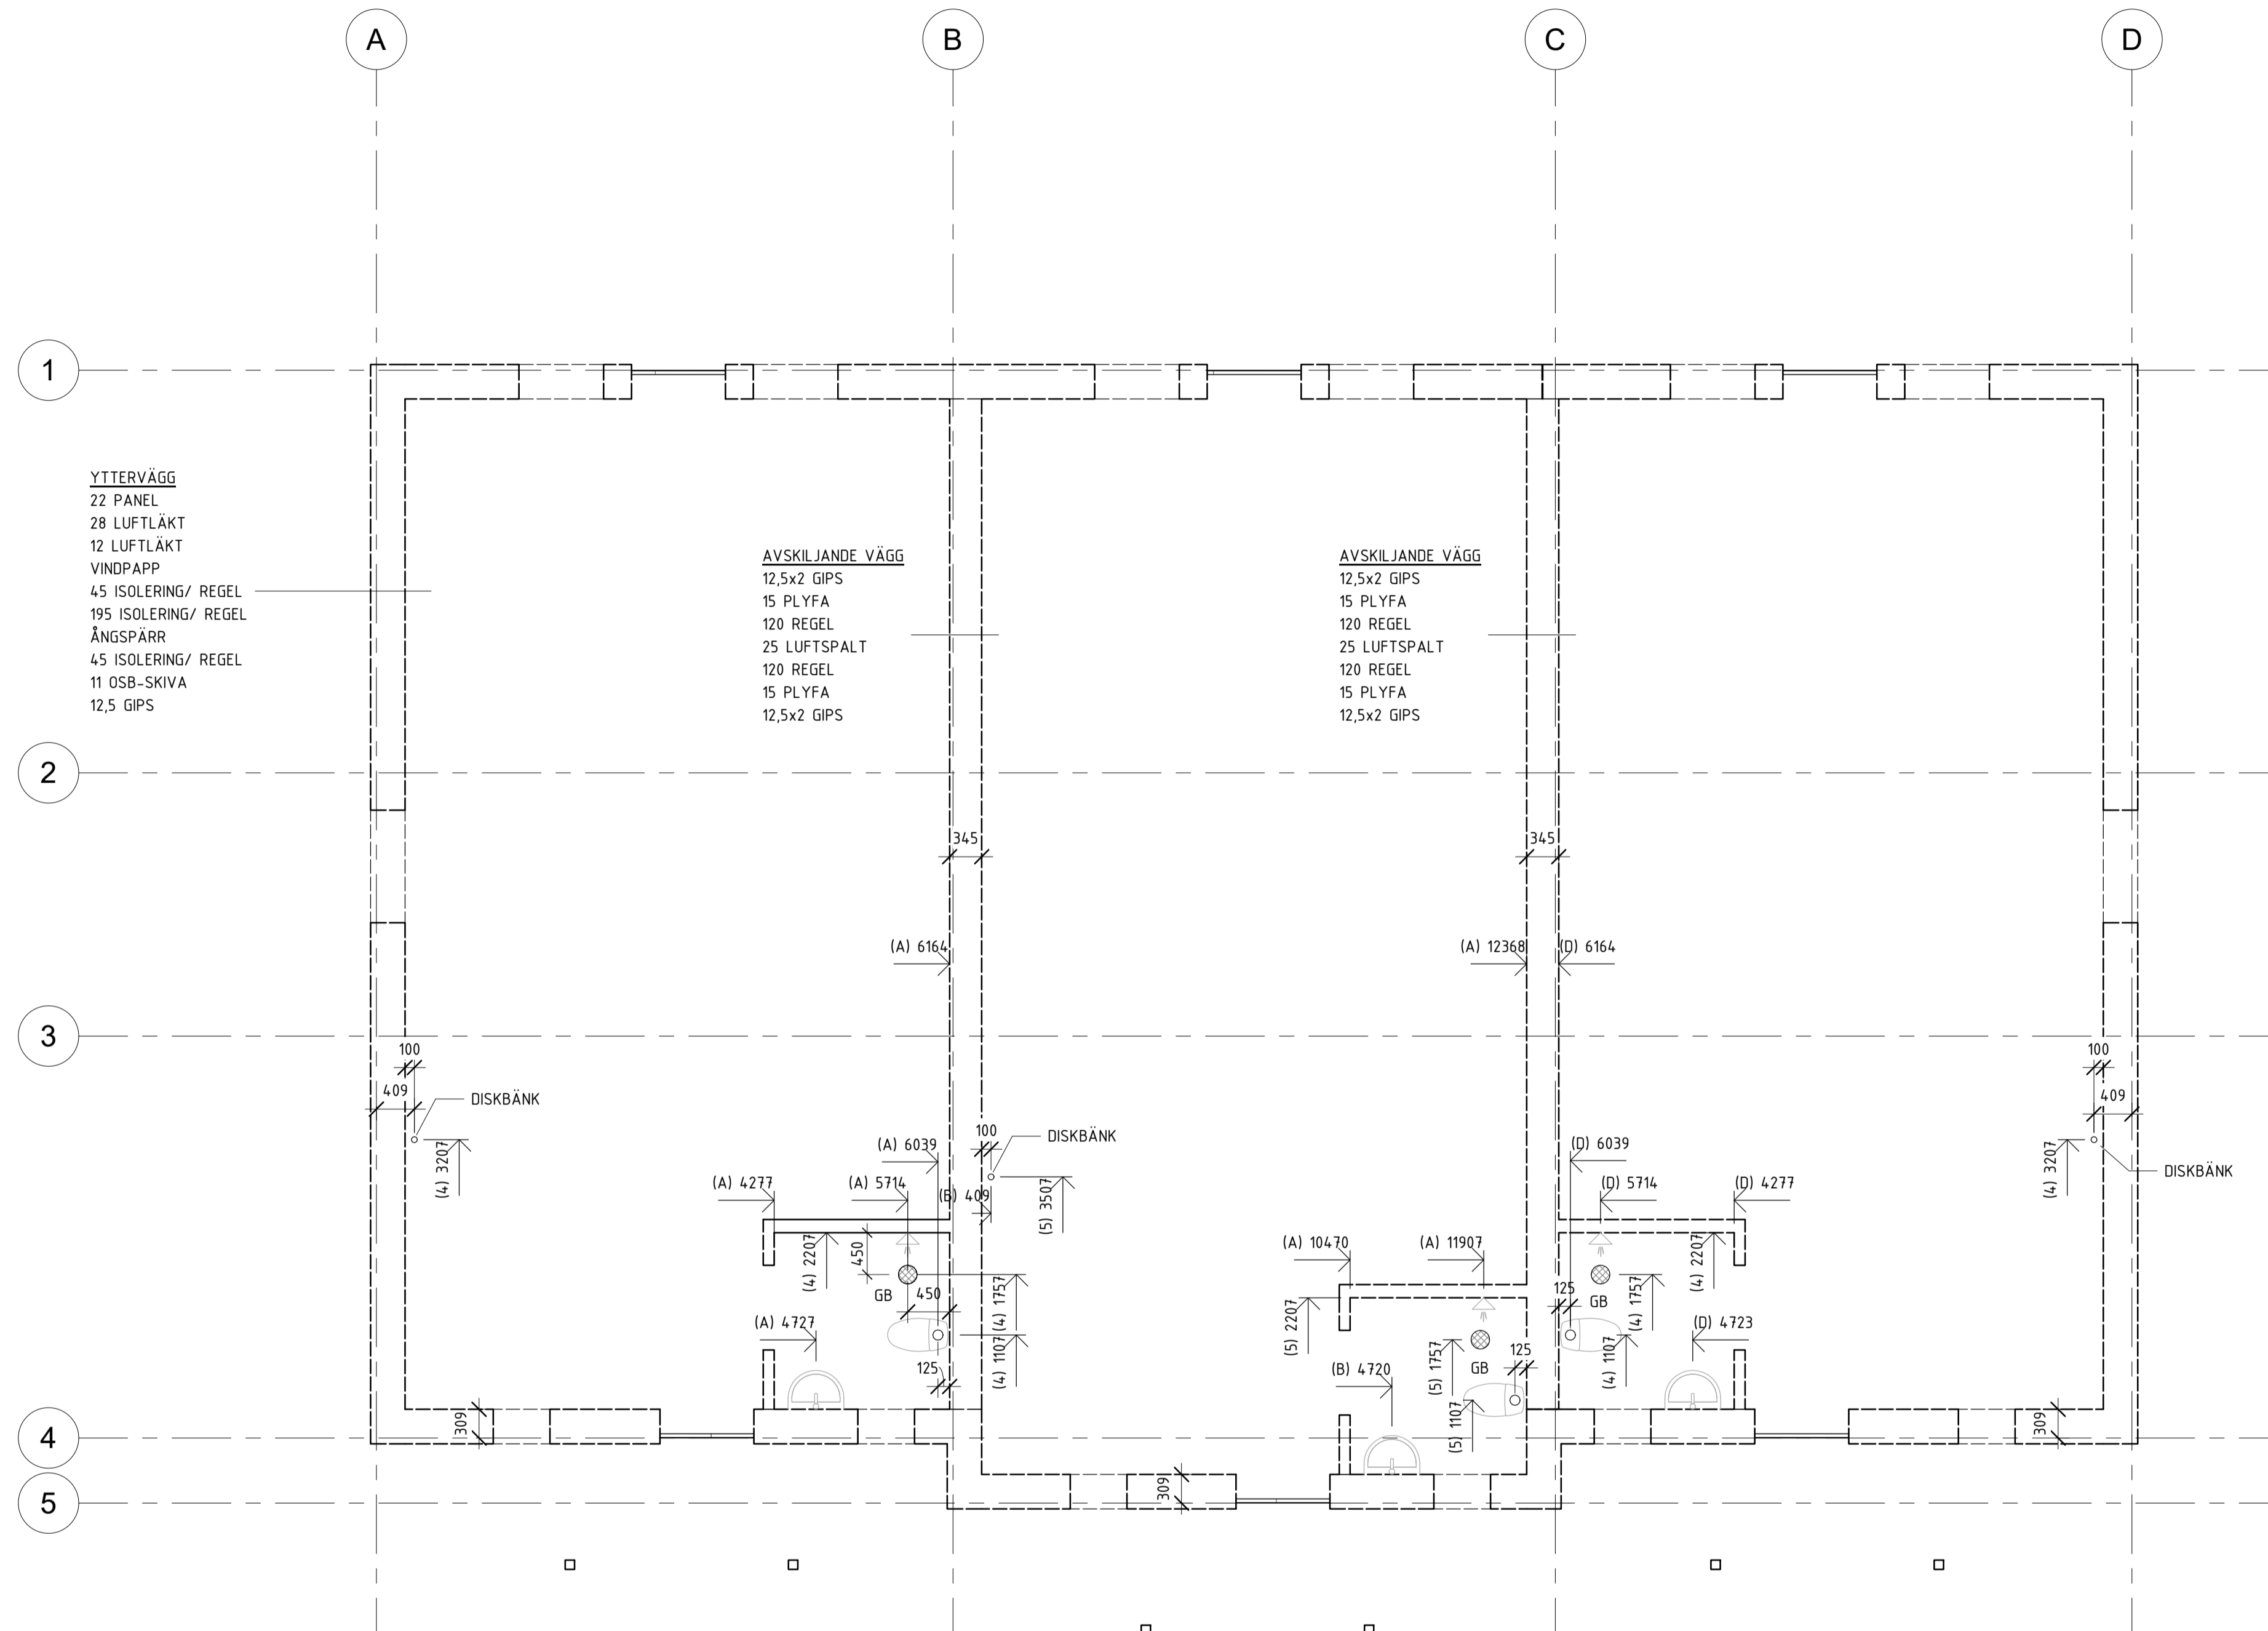 A
B
C
D
1
YTTERVÄGG
22 PANEL
28 LUFTLÄKT
12 LUFTLÄKT
VINDPAPP
45 ISOLERING/ REGEL
195 ISOLERING/ REGEL
ÅNGSPÄRR
45 ISOLERING/ REGEL
11 OSB-SKIVA
12,5 GIPS
AVSKILJANDE VÄGG
12,5x2 GIPS
15 PLYFA
120 REGEL
25 LUFTSPALT
120 REGEL
15 PLYFA
12,5x2 GIPS
AVSKILJANDE VÄGG
12,5x2 GIPS
15 PLYFA
120 REGEL
25 LUFTSPALT
120 REGEL
15 PLYFA
12,5x2 GIPS
2
345
345
(A) 6164
(A) 12368
(D) 6164
3
100
409
DISKBÄNK
(4) 3207
100
409
DISKBÄNK
(4) 3207
(A) 6039
100
DISKBÄNK
(D) 6039
(A) 4277
(A) 5714
(B) 409
(5) 3507
(D) 5714
(D) 4277
(4) 2207
450
GB
450
(4) 1757
(A) 10470
(A) 11907
125
GB
(4) 1757
(4) 2207
(A) 4727
(4) 1107
125
(5) 2207
(B) 4720
(5) 1757
GB
125
(5) 1107
(4) 1107
(D) 4723
309
309
4
309
5